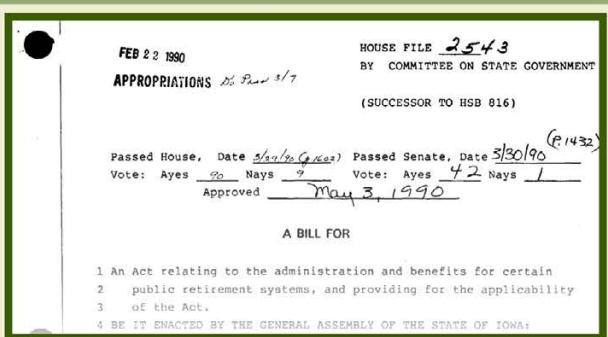 FEB 22 1990
HOUSE FILE 2543
BY COMMITTEE ON STATE GOVERNMENT
APPROPRIATIONS Do Pass 3/7
(SUCCESSOR TO HSB 816)
(P. 1432)
Passed House, Date (p. 1602) Passed Senate, Date 3/30/90
Vote: Ayes 90 Nays 9 Vote: Ayes 42 Nays 1
Approved May 3, 1990
A BILL FOR
1 An Act relating to the administration and benefits for certain
2 public retirement systems, and providing for the applicability
3 of the Act.
4 BE IT ENACTED BY THE GENERAL ASSEMBLY OF THE STATE OF IOWA: